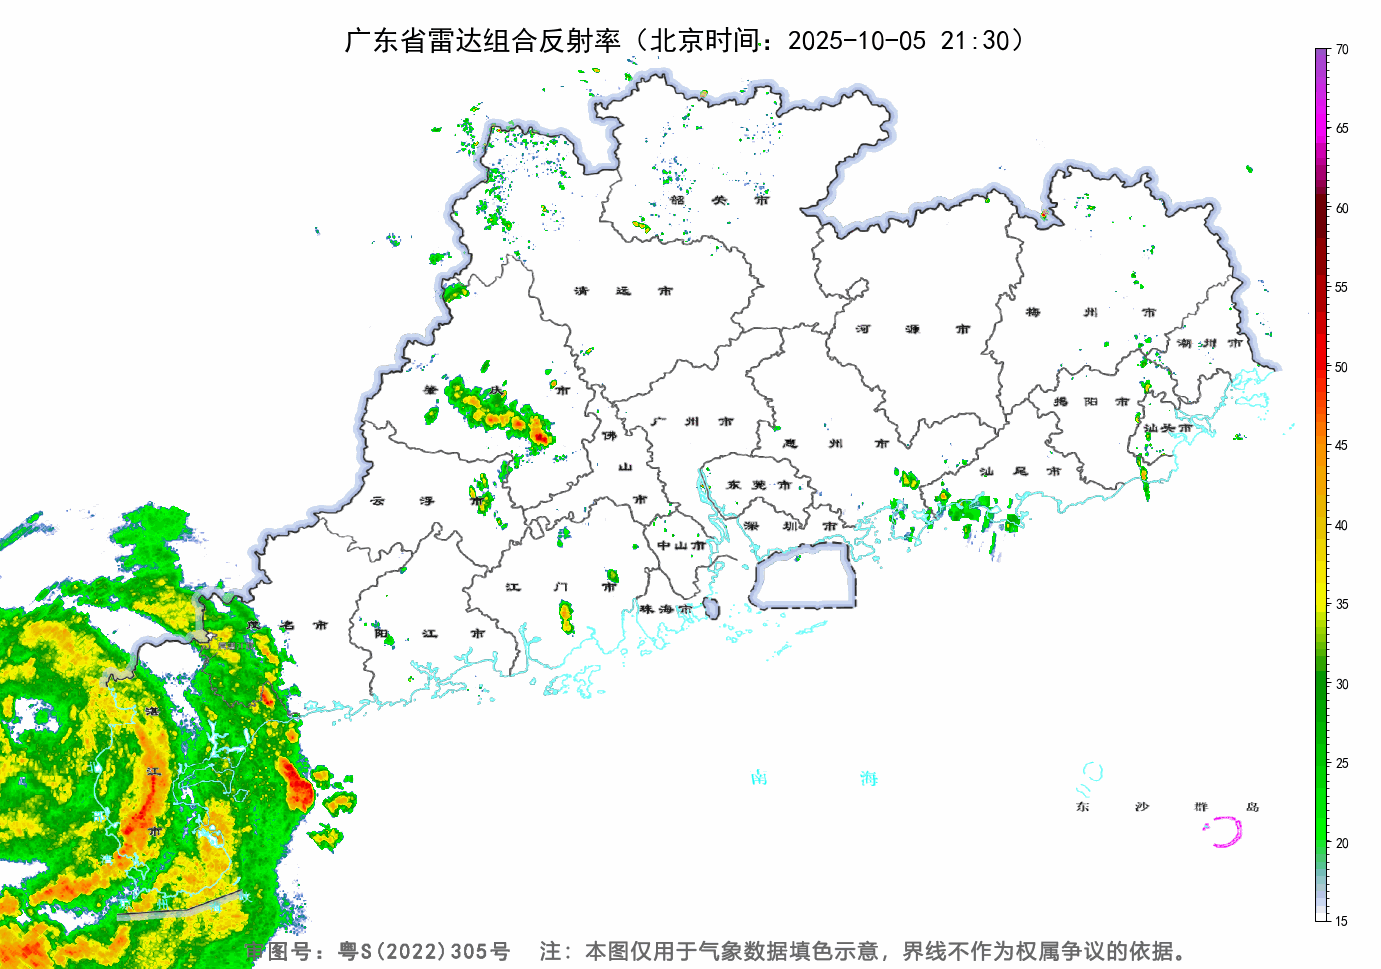 广东省雷达组合反射率（北京时间：2025-10-05 21:30）
70
65
60
55
50
45
40
35
30
25
20
15
韶 关 市
清 远 市
河 源 市
梅 州 市
潮 州 市
肇 庆 市
广 州 市
佛 山 市
惠 州 市
揭 阳 市
汕头市
云 浮 市
东莞市
汕 尾 市
深 圳 市
中山市
江 门 市
珠海市
茂 名 市
阳 江 市
湛 江 市
南 海
东 沙 群 岛
审图号：粤S(2022)305号 注：本图仅用于气象数据填色示意，界线不作为权属争议的依据。